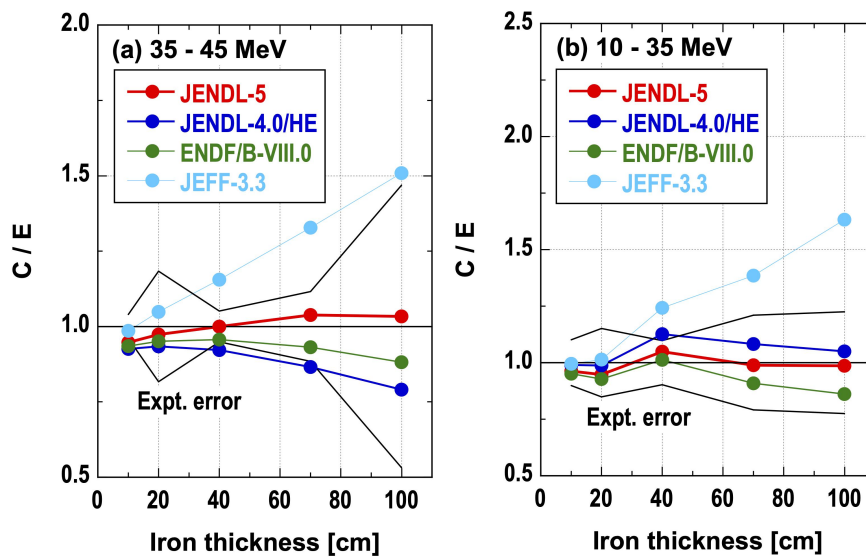 (a) 35 - 45 MeV
JENDL-5
JENDL-4.0/HE
ENDF/B-VIII.0
JEFF-3.3
Expt. error
C / E
2.0
1.5
1.0
0.5
0 20 40 60 80 100
Iron thickness [cm]
(b) 10 - 35 MeV
JENDL-5
JENDL-4.0/HE
ENDF/B-VIII.0
JEFF-3.3
Expt. error
C / E
2.5
2.0
1.5
1.0
0.5
0 20 40 60 80 100
Iron thickness [cm]